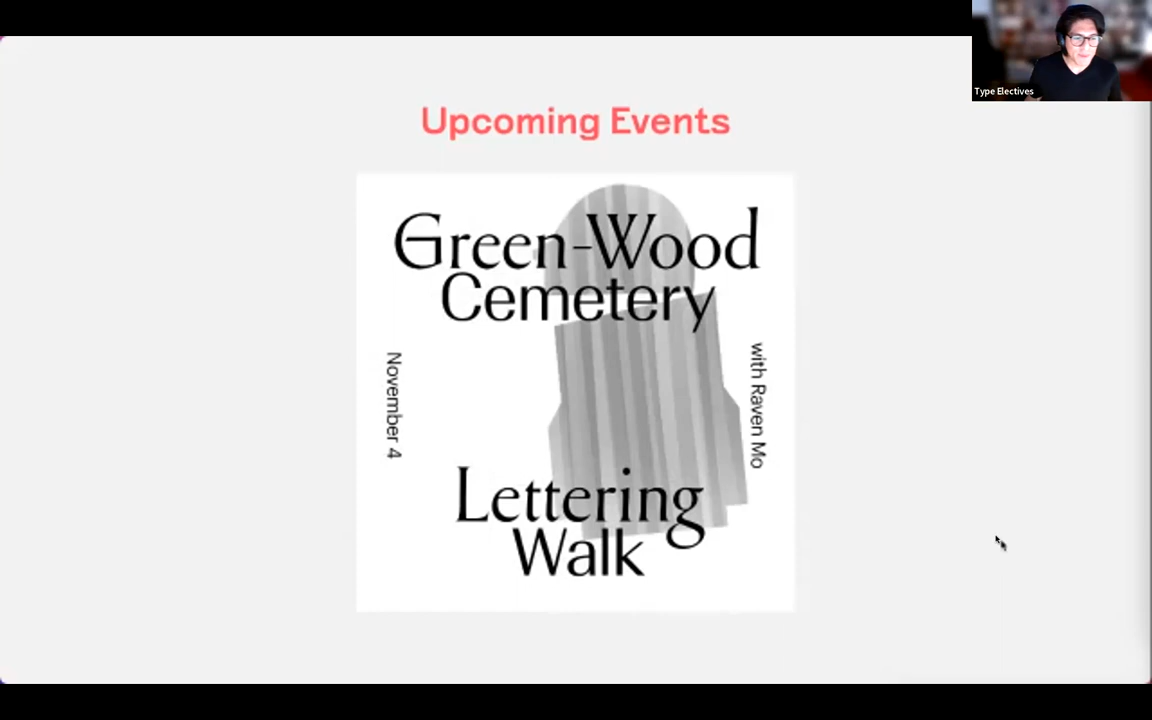 Type Electives
Upcoming Events
Green-Wood
Cemetery
November 4
with Raven Mo
Lettering
Walk